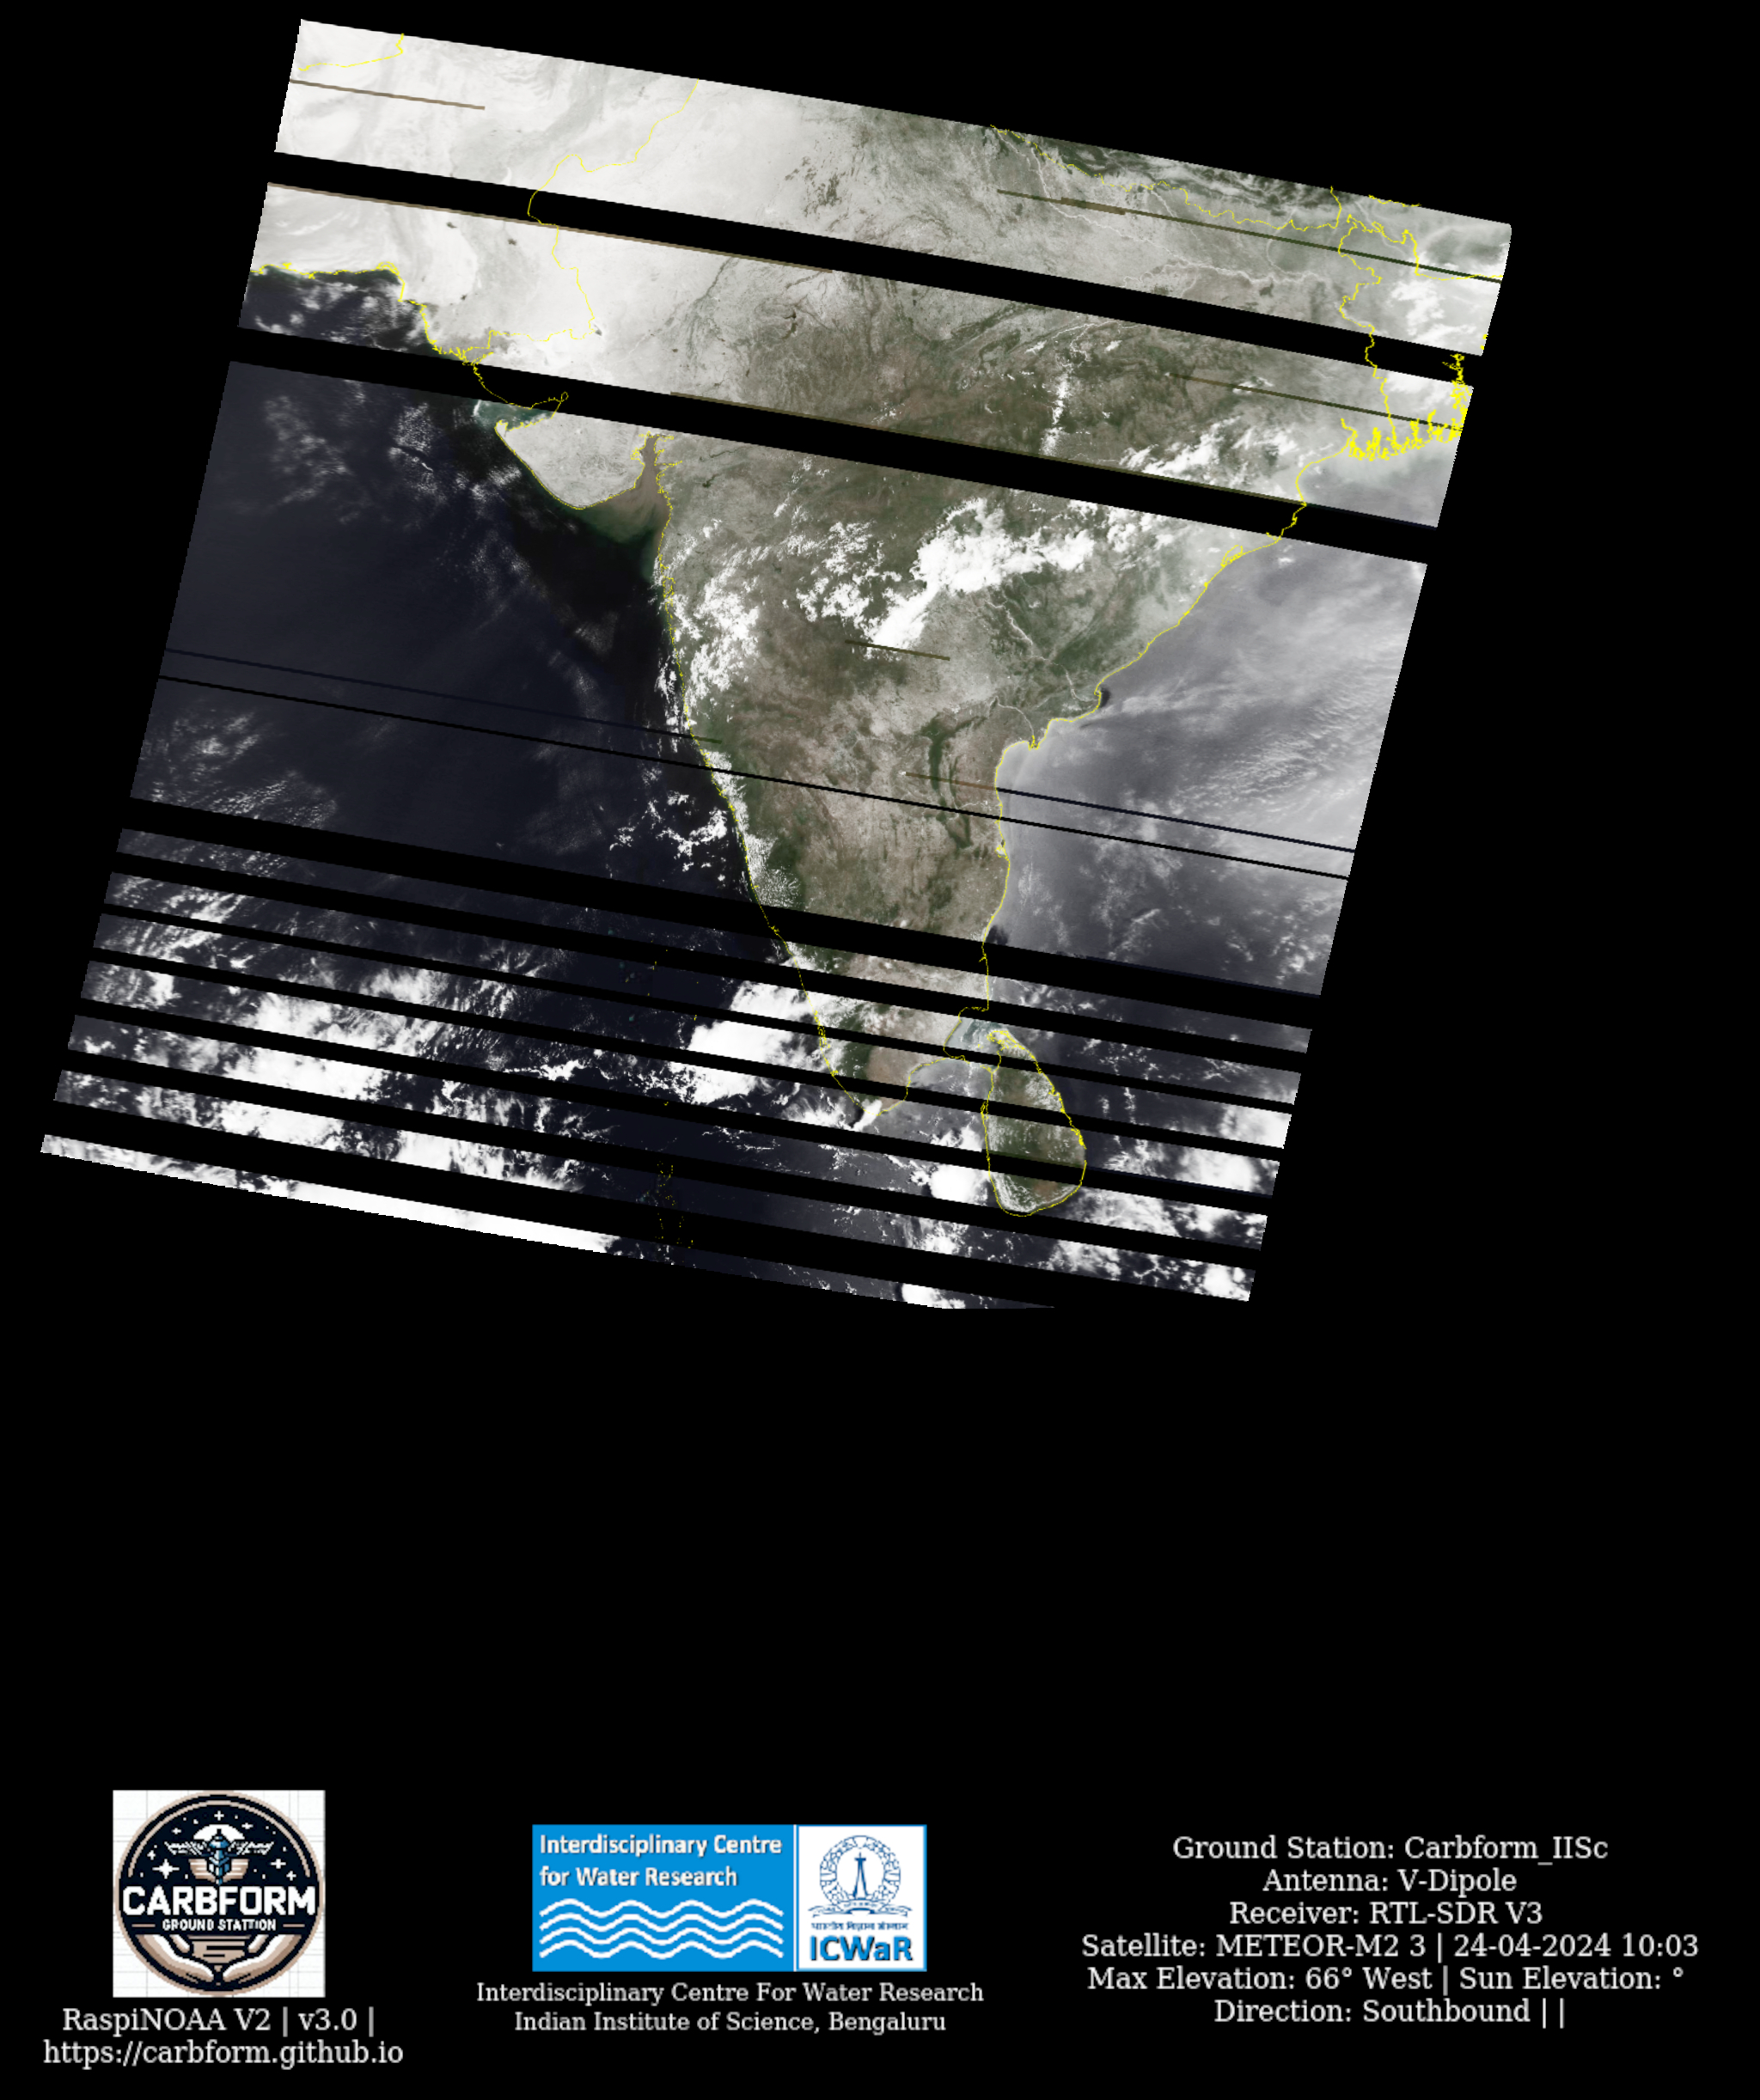 CARBFORM
GROUND STATTION
RaspiNOAA V2 | v3.0 |
https://carbform.github.io
Interdisciplinary Centre
for Water Research
भारतीय विज्ञान संस्थान
ICWaR
Interdisciplinary Centre For Water Research
Indian Institute of Science, Bengaluru
Ground Station: Carbform_IISc
Antenna: V-Dipole
Receiver: RTL-SDR V3
Satellite: METEOR-M2 3 | 24-04-2024 10:03
Max Elevation: 66° West | Sun Elevation: °
Direction: Southbound | |